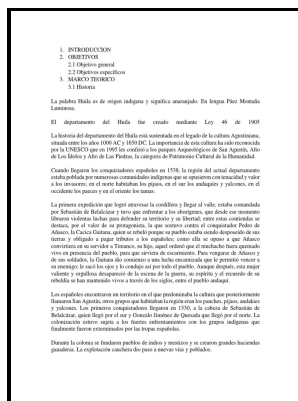 1. INTRODUCCION
2. OBJETIVOS
2.1 Objetivo general
2.2 Objetivos específicos
3. MARCO TEORICO
3.1 Historia
La palabra Huila es de origen indígena y significa anaranjado. En lengua Páez Montaña
Luminosa.
El departamento del Huila fue creado mediante Ley 46 de 1905
La historia del departamento del Huila está sustentada en el legado de la cultura Agustiniana,
situada entre los años 1000 AC y 1650 DC. La importancia de esta cultura ha sido reconocida
por la UNESCO que en 1995 les confirió a los parques Arqueológicos de San Agustín, Alto
de Los Ídolos y Alto de Las Piedras, la categoría de Patrimonio Cultural de la Humanidad.
Cuando llegaron los conquistadores españoles en 1538, la región del actual departamento
estaba poblada por numerosas comunidades indígenas que se opusieron con tenacidad y valor
a los invasores; en el norte habitaban los pijaos, en el sur los andaquíes y yalcones, en el
occidente los paeces y en el oriente los tamas.
La primera expedición que logró atravesar la cordillera y llegar al valle, estaba comandada
por Sebastián de Belalcázar y tuvo que enfrentar a los aborígenes, que desde ese momento
libraron violentas luchas para defender su territorio y su libertad; entre estas contiendas se
destaca, por el valor de su protagonista, la que sostuvo contra el conquistador Pedro de
Añasco, la Cacica Gaitana, quien se rebeló porque su pueblo estaba siendo desposeído de sus
tierras y obligado a pagar tributos a los españoles; como ella se opuso a que Añasco
convirtiera en su servidor a Timanco, su hijo, aquel ordenó que el muchacho fuera quemado
vivo en presencia del pueblo, para que sirviera de escarmiento. Para vengarse de Añasco y
de sus soldados, la Gaitana dio comienzo a una lucha encarnizada que le permitió vencer a
su enemigo; le sacó los ojos y lo condujo así por todo el pueblo. Aunque después, esta mujer
valiente y orgullosa desapareció de la escena de la guerra, su espíritu y el recuerdo de su
rebeldía se han mantenido vivos a través de los siglos, entre el pueblo andaquí.
Los españoles encontraron un territorio en el que predominaba la cultura que posteriormente
llamaron San Agustín, otros grupos que habitaban la región eran los panches, pijaos, andakíes
y yalcones. Los primeros conquistadores llegaron en 1530, a la cabeza de Sebastián de
Belalcázar, quien llegó por el sur y Gonzalo Jiménez de Quesada que llegó por el norte. La
colonización estuvo sujeta a los fuertes enfrentamientos con los grupos indígenas que
finalmente fueron exterminados por las tropas españolas.
Durante la colonia se fundaron pueblos de indios y mestizos y se crearon grandes haciendas
ganaderas. La explotación cauchera dio paso a nuevas vías y poblados.